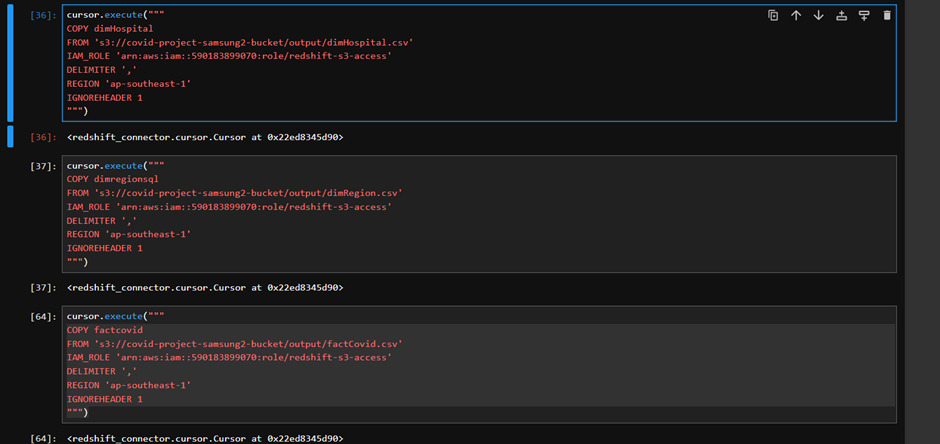 [36]: cursor.execute("""
COPY dimHospital
FROM 's3://covid-project-samsung2-bucket/output/dimHospital.csv'
IAM_ROLE 'arn:aws:iam::590183899070:role/redshift-s3-access'
DELIMITER ','
REGION 'ap-southeast-1'
IGNOREHEADER 1
""")
[36]: <redshift_connector.cursor.Cursor at 0x22ed8345d90>
[37]: cursor.execute("""
COPY dimregionsql
FROM 's3://covid-project-samsung2-bucket/output/dimRegion.csv'
IAM_ROLE 'arn:aws:iam::590183899070:role/redshift-s3-access'
DELIMITER ','
REGION 'ap-southeast-1'
IGNOREHEADER 1
""")
[37]: <redshift_connector.cursor.Cursor at 0x22ed8345d90>
[64]: cursor.execute("""
COPY factcovid
FROM 's3://covid-project-samsung2-bucket/output/factCovid.csv'
IAM_ROLE 'arn:aws:iam::590183899070:role/redshift-s3-access'
DELIMITER ','
REGION 'ap-southeast-1'
IGNOREHEADER 1
""")
[64]: <redshift_connector.cursor.Cursor at 0x22ed8345d90>